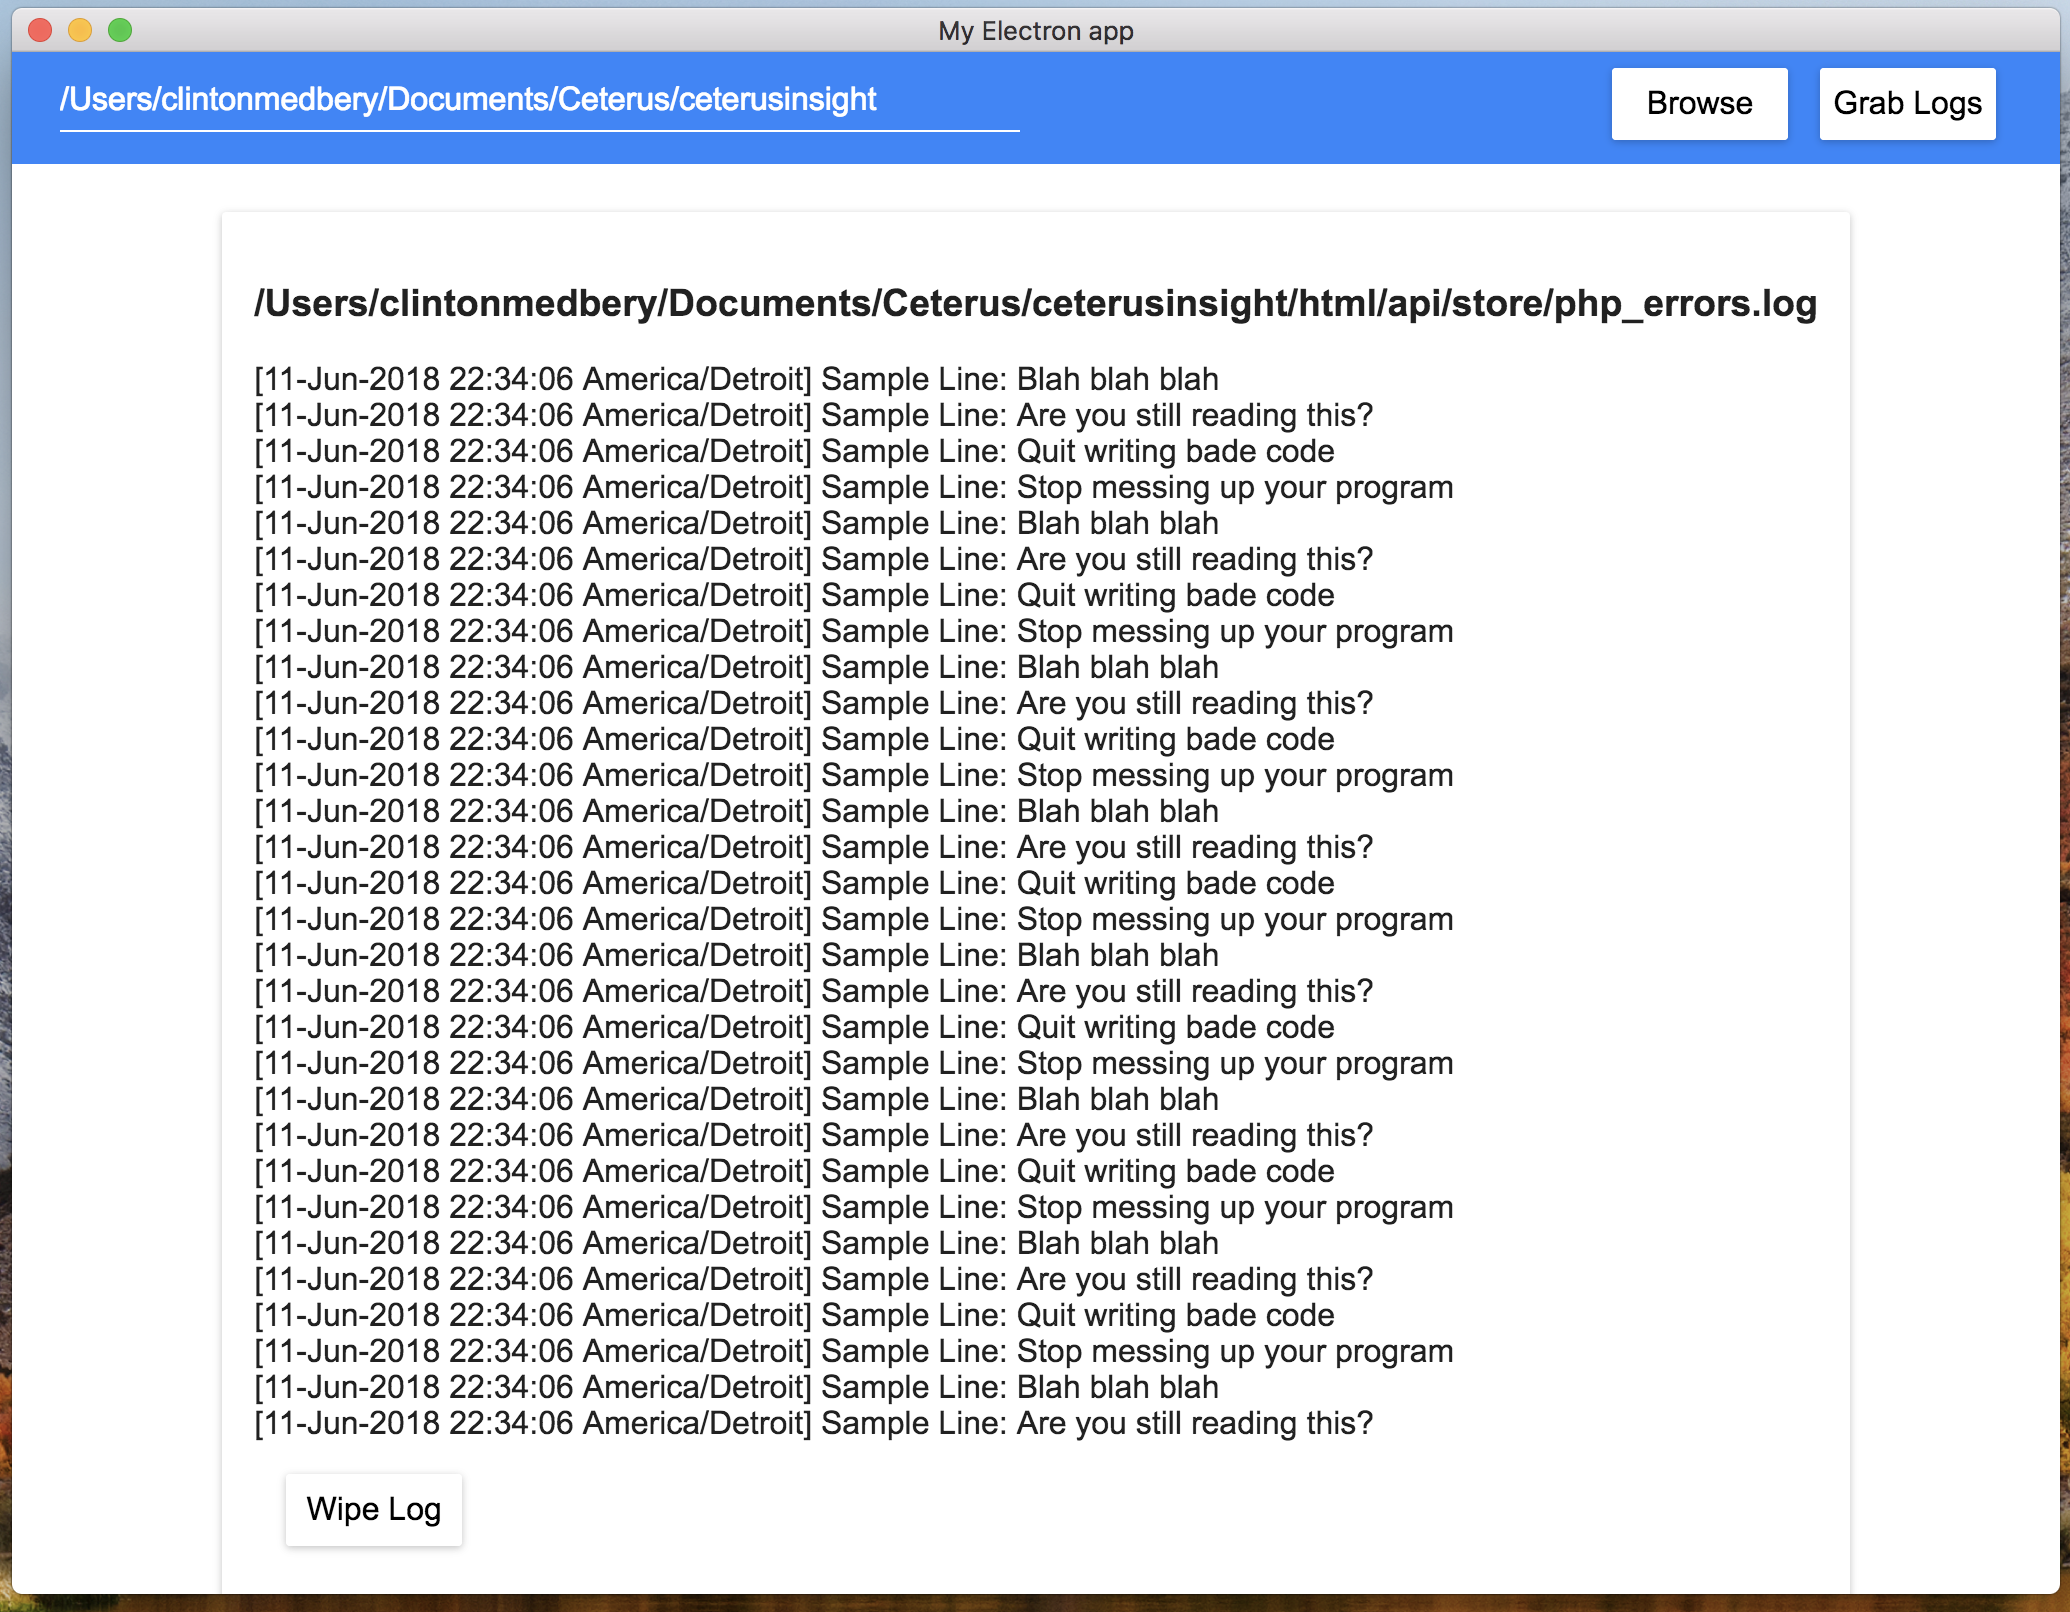 My Electron app
/Users/clintonmedbery/Documents/Ceterus/ceterusinsight
Browse
Grab Logs
/Users/clintonmedbery/Documents/Ceterus/ceterusinsight/html/api/store/php_errors.log
[11-Jun-2018 22:34:06 America/Detroit] Sample Line: Blah blah blah
[11-Jun-2018 22:34:06 America/Detroit] Sample Line: Are you still reading this?
[11-Jun-2018 22:34:06 America/Detroit] Sample Line: Quit writing bade code
[11-Jun-2018 22:34:06 America/Detroit] Sample Line: Stop messing up your program
[11-Jun-2018 22:34:06 America/Detroit] Sample Line: Blah blah blah
[11-Jun-2018 22:34:06 America/Detroit] Sample Line: Are you still reading this?
[11-Jun-2018 22:34:06 America/Detroit] Sample Line: Quit writing bade code
[11-Jun-2018 22:34:06 America/Detroit] Sample Line: Stop messing up your program
[11-Jun-2018 22:34:06 America/Detroit] Sample Line: Blah blah blah
[11-Jun-2018 22:34:06 America/Detroit] Sample Line: Are you still reading this?
[11-Jun-2018 22:34:06 America/Detroit] Sample Line: Quit writing bade code
[11-Jun-2018 22:34:06 America/Detroit] Sample Line: Stop messing up your program
[11-Jun-2018 22:34:06 America/Detroit] Sample Line: Blah blah blah
[11-Jun-2018 22:34:06 America/Detroit] Sample Line: Are you still reading this?
[11-Jun-2018 22:34:06 America/Detroit] Sample Line: Quit writing bade code
[11-Jun-2018 22:34:06 America/Detroit] Sample Line: Stop messing up your program
[11-Jun-2018 22:34:06 America/Detroit] Sample Line: Blah blah blah
[11-Jun-2018 22:34:06 America/Detroit] Sample Line: Are you still reading this?
[11-Jun-2018 22:34:06 America/Detroit] Sample Line: Quit writing bade code
[11-Jun-2018 22:34:06 America/Detroit] Sample Line: Stop messing up your program
[11-Jun-2018 22:34:06 America/Detroit] Sample Line: Blah blah blah
[11-Jun-2018 22:34:06 America/Detroit] Sample Line: Are you still reading this?
[11-Jun-2018 22:34:06 America/Detroit] Sample Line: Quit writing bade code
[11-Jun-2018 22:34:06 America/Detroit] Sample Line: Stop messing up your program
[11-Jun-2018 22:34:06 America/Detroit] Sample Line: Blah blah blah
[11-Jun-2018 22:34:06 America/Detroit] Sample Line: Are you still reading this?
[11-Jun-2018 22:34:06 America/Detroit] Sample Line: Quit writing bade code
[11-Jun-2018 22:34:06 America/Detroit] Sample Line: Stop messing up your program
[11-Jun-2018 22:34:06 America/Detroit] Sample Line: Blah blah blah
[11-Jun-2018 22:34:06 America/Detroit] Sample Line: Are you still reading this?
Wipe Log